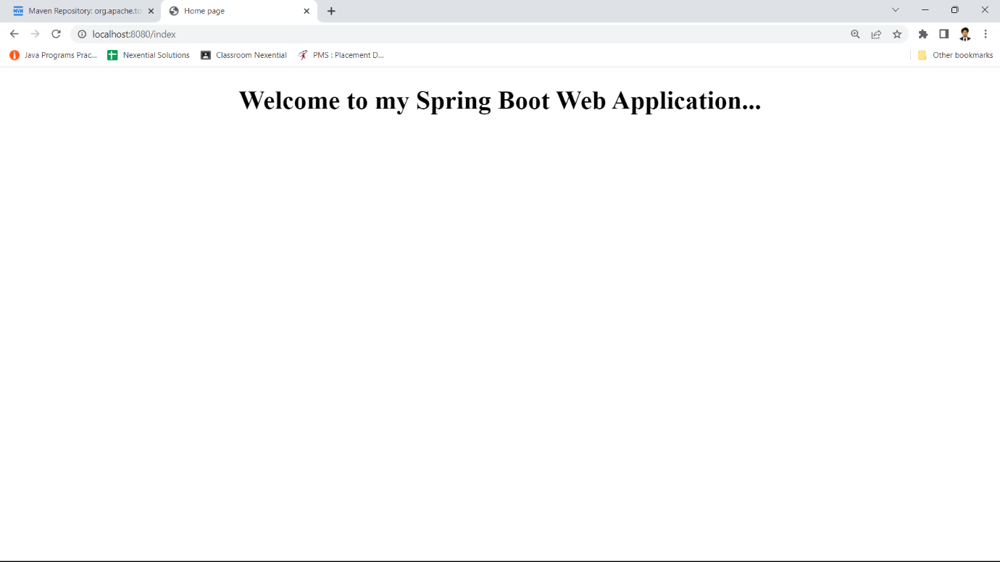 Maven Repository: org.apache.to
Home page
localhost:8080/index
Java Programs Prac...
Nexential Solutions
Classroom Nexential
PMS : Placement D...
Other bookmarks
Welcome to my Spring Boot Web Application...